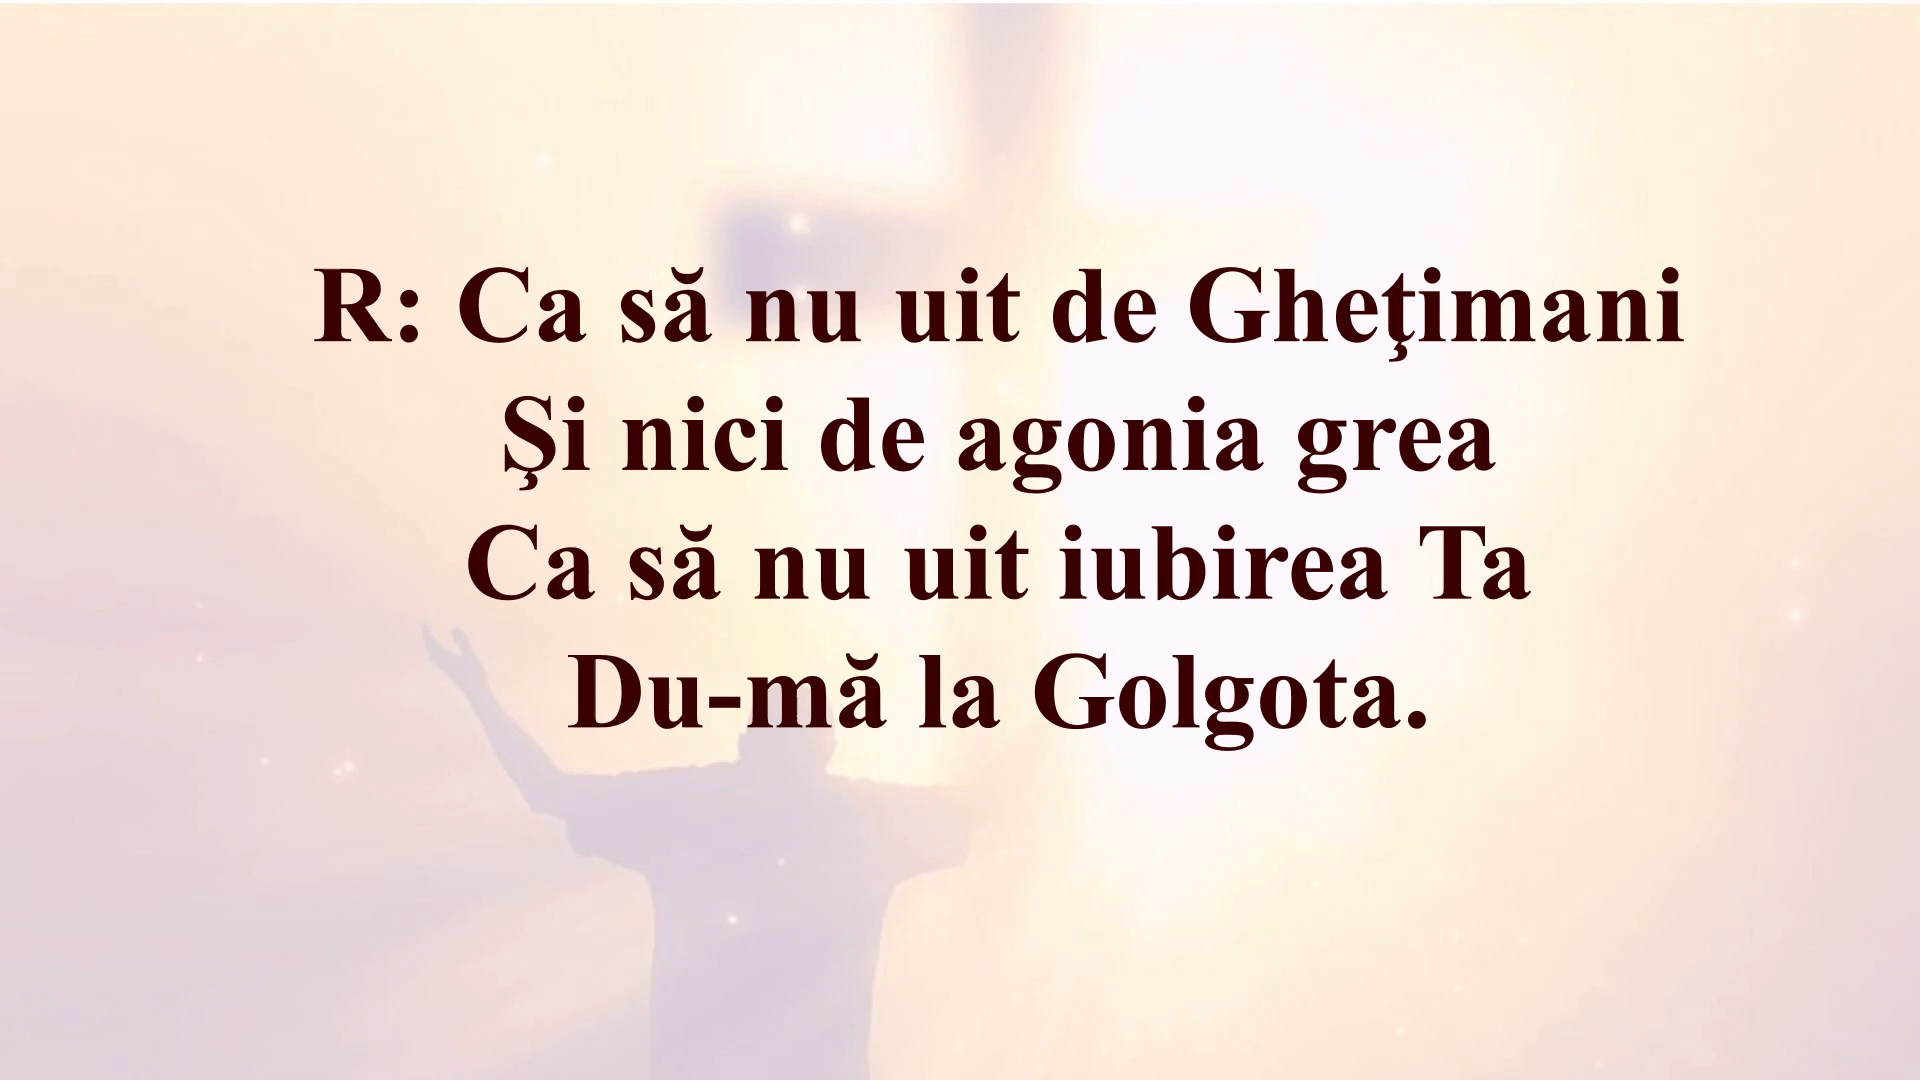 R: Ca să nu uit de Gheţimani
Şi nici de agonia grea
Ca să nu uit iubirea Ta
Du-mă la Golgota.